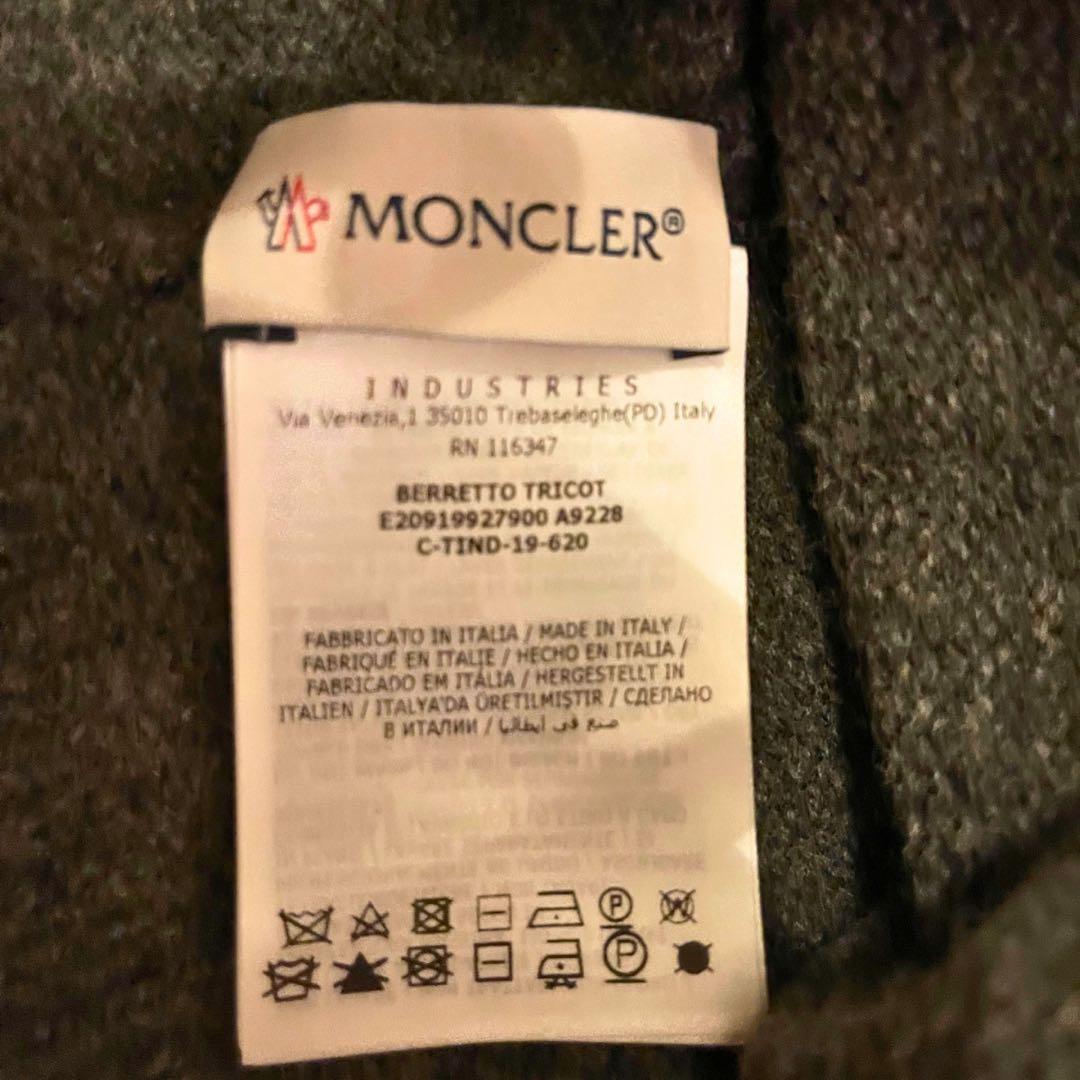 MONCLER®
INDUSTRIES
Via Venezia,1 35010 Trebaseleghe(PD) Italy
RN 116347
BERRETTO TRICOT
E20919927900 A9228
C-TIND-19-620
FABBRICATO IN ITALIA / MADE IN ITALY /
FABRIQUÉ EN ITALIE / HECHO EN ITALIA /
FABRICADO EM ITÁLIA / HERGESTELLT IN
ITALIEN / ITALYA'DA ÜRETILMIŞTIR / СДЕЛАНО
В ИТАЛИИ / صنع في ايطاليا
P W
P